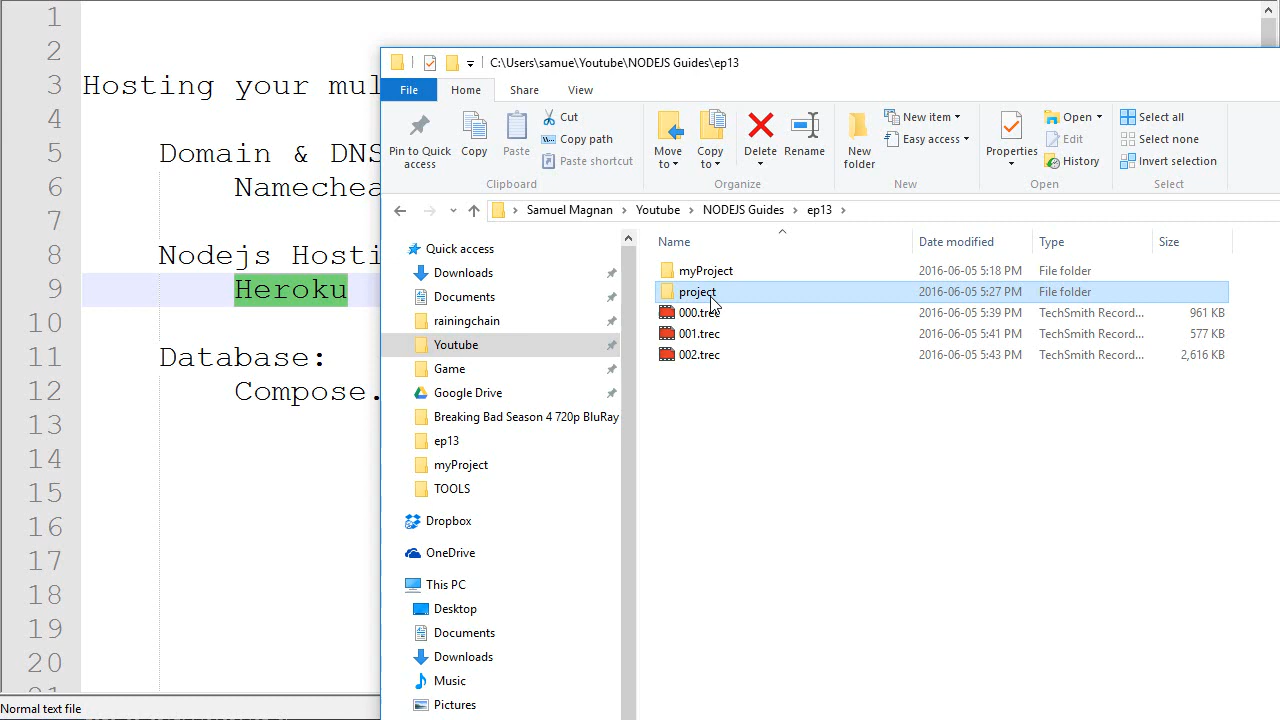 1
2
3 Hosting your mul
4
5 Domain & DNS
6 Namechea
7
8 Nodejs Hosti
9 Heroku
10
11 Database:
12 Compose.
13
14
15
16
17
18
19
20
Normal text file
C:\Users\samue\Youtube\NODEJS Guides\ep13
File Home Share View
Pin to Quick access
Copy
Paste
Cut
Copy path
Paste shortcut
Clipboard
Move to
Copy to
Delete
Rename
Organize
New folder
New item
Easy access
New
Properties
Open
Edit
History
Open
Select all
Select none
Invert selection
Select
Samuel Magnan > Youtube > NODEJS Guides > ep13 >
Quick access
Downloads
Documents
rainingchain
Youtube
Game
Google Drive
Breaking Bad Season 4 720p BluRay
ep13
myProject
TOOLS
Dropbox
OneDrive
This PC
Desktop
Documents
Downloads
Music
Pictures
Name Date modified Type Size
myProject 2016-06-05 5:18 PM File folder
project 2016-06-05 5:27 PM File folder
000.trec 2016-06-05 5:39 PM TechSmith Record... 961 KB
001.trec 2016-06-05 5:41 PM TechSmith Record... 577 KB
002.trec 2016-06-05 5:43 PM TechSmith Record... 2,616 KB